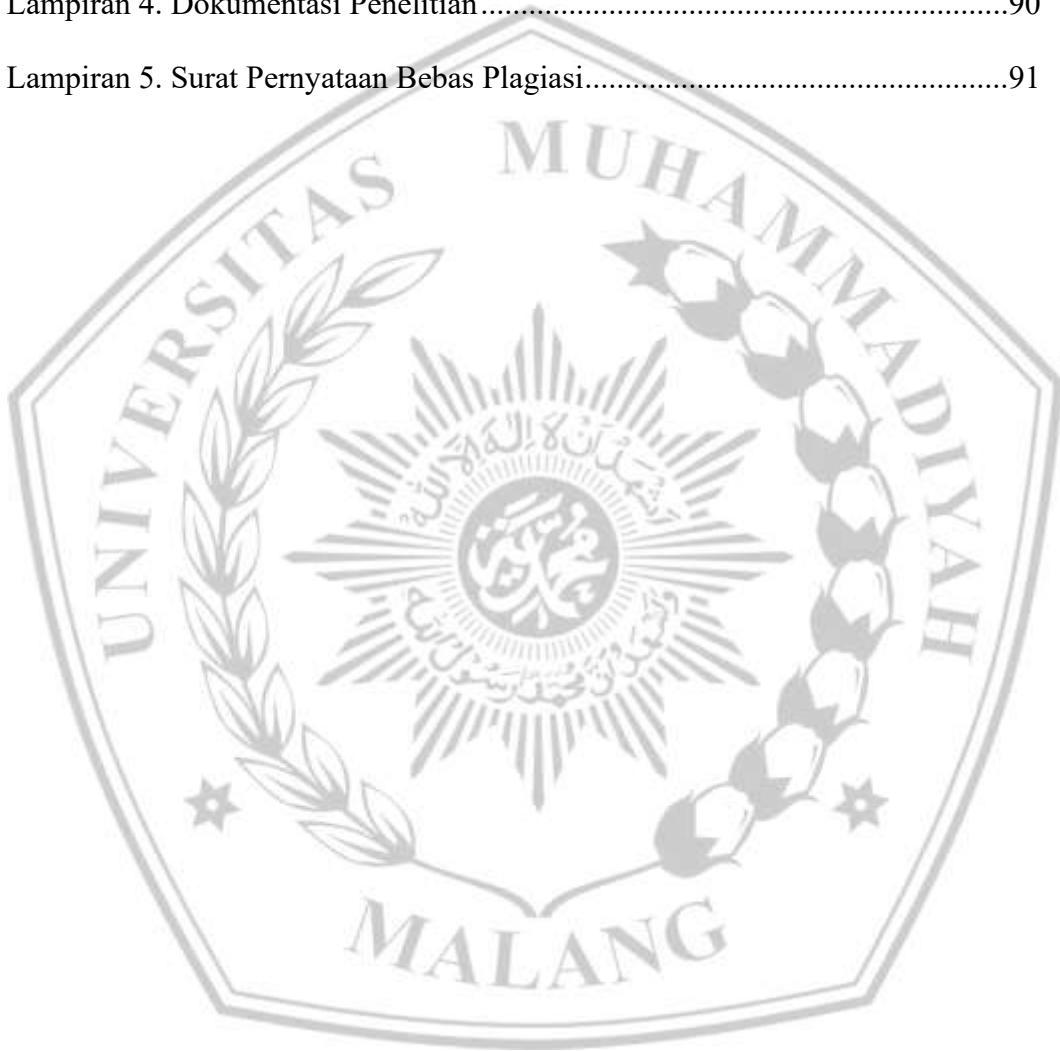 Lampiran 4. Dokumentasi Penelitian....................................................................90
Lampiran 5. Surat Pernyataan Bebas Plagiasi.....................................................91
UNIVERSITAS MUHAMMADIYAH
MALANG